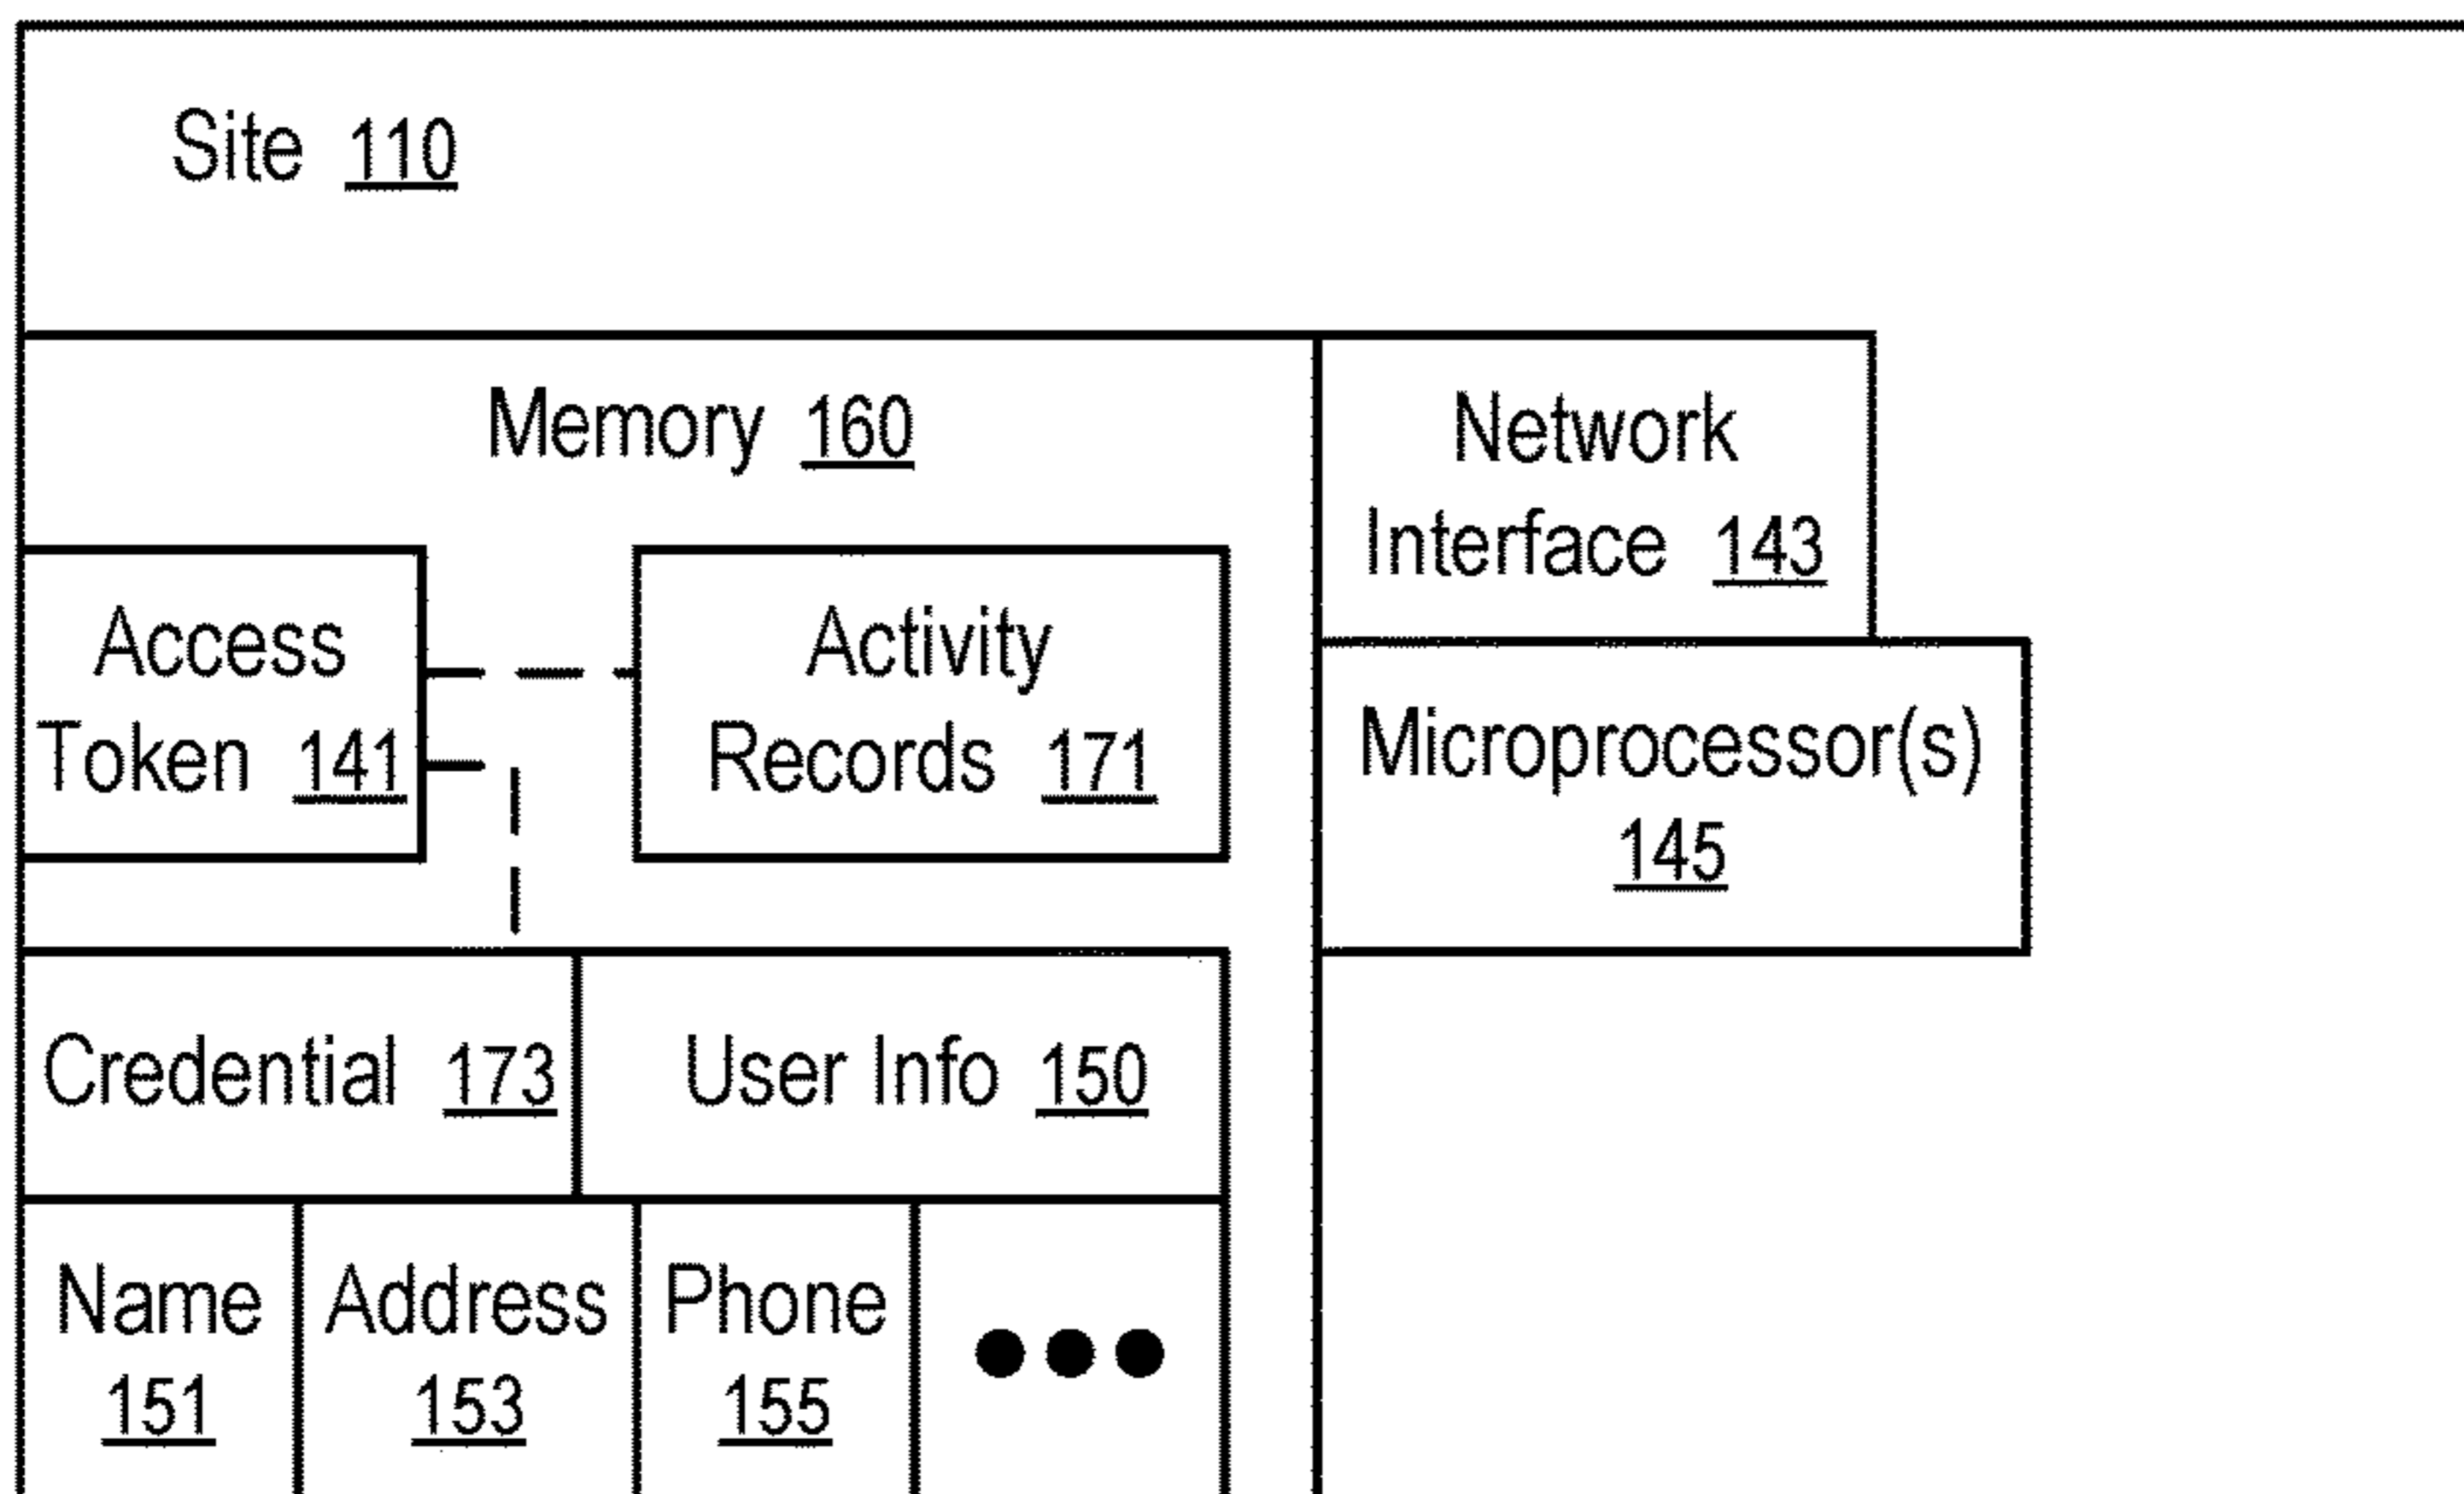 Site 110
Memory 160
Network
Interface 143
Access
Token 141
Activity
Records 171
Microprocessor(s)
145
Credential 173
User Info 150
Name
151
Address
153
Phone
155